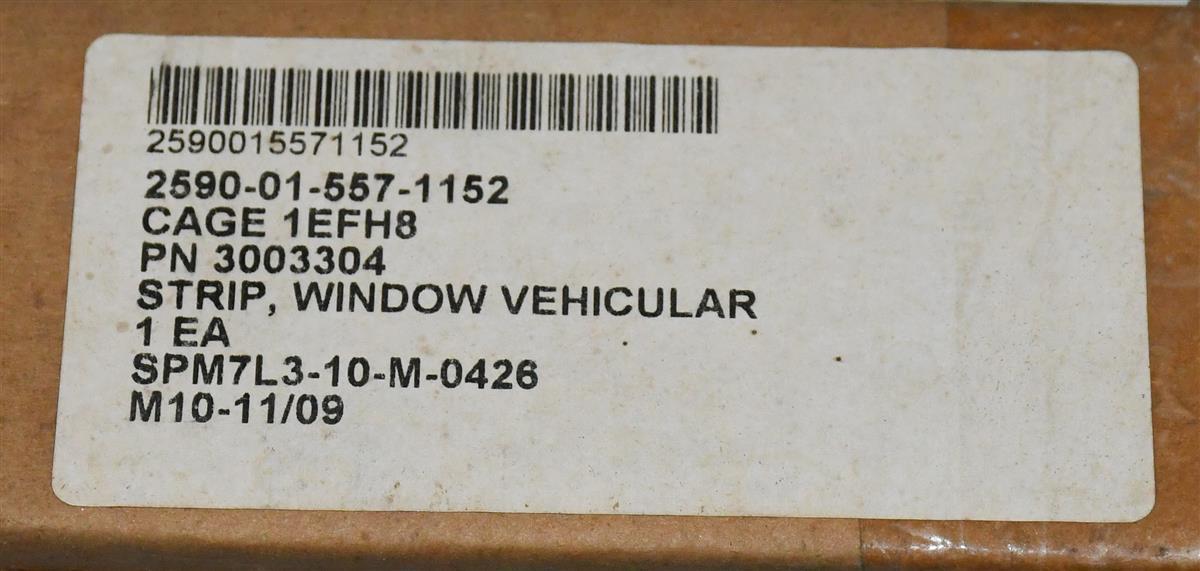 2590015571152
2590-01-557-1152
CAGE 1EFH8
PN 3003304
STRIP, WINDOW VEHICULAR
1 EA
SPM7L3-10-M-0426
M10-11/09